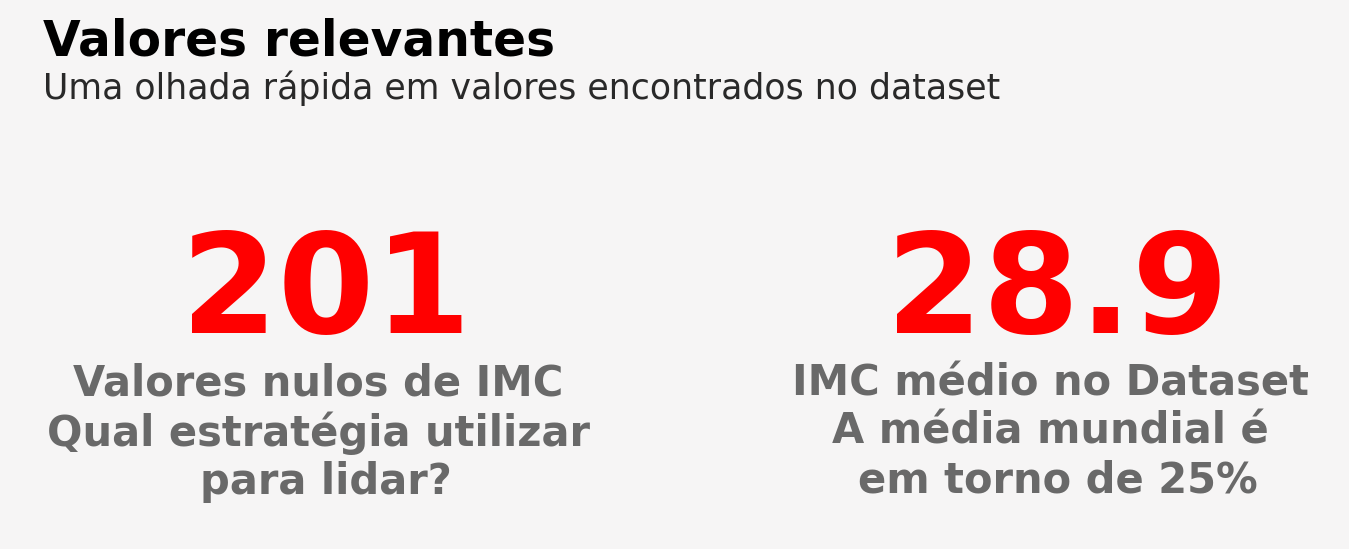 Valores relevantes
Uma olhada rápida em valores encontrados no dataset
201
Valores nulos de IMC
Qual estratégia utilizar
para lidar?
28.9
IMC médio no Dataset
A média mundial é
em torno de 25%